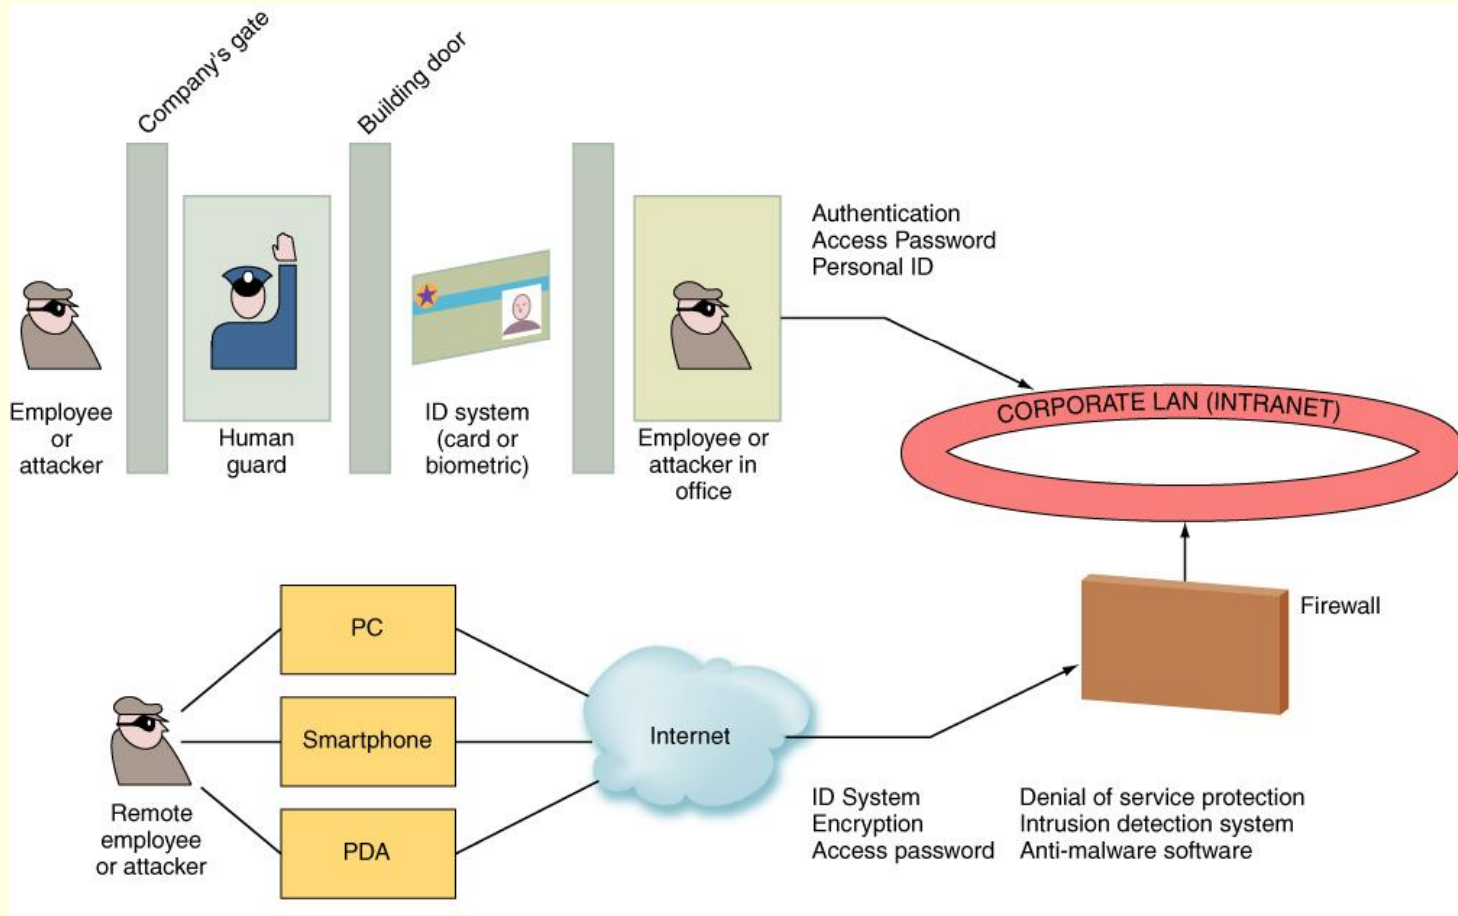 Company's gate
Building door
Employee
or
attacker
Human
guard
ID system
(card or
biometric)
Employee or
attacker in
office
Authentication
Access Password
Personal ID
CORPORATE LAN (INTRANET)
Firewall
PC
Smartphone
PDA
Remote
employee
or attacker
Internet
ID System
Encryption
Access password
Denial of service protection
Intrusion detection system
Anti-malware software